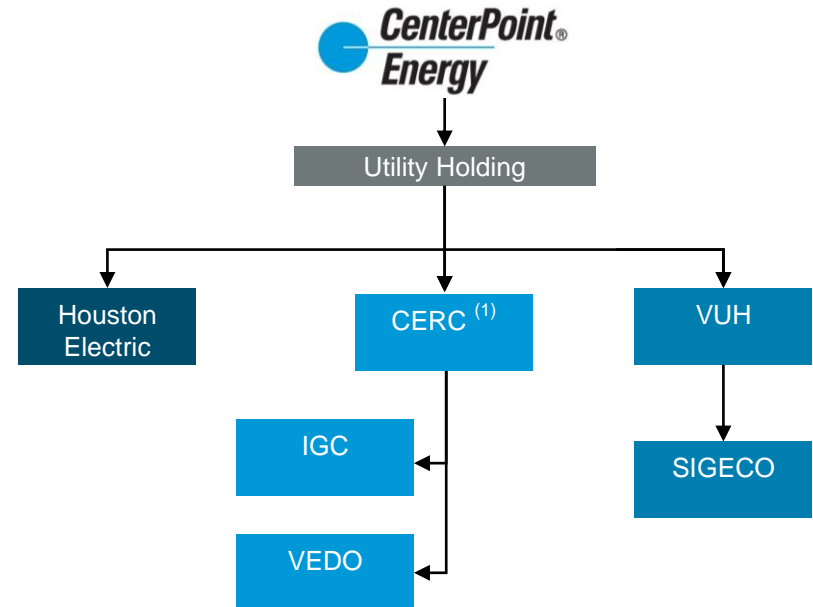 CenterPoint®
Energy
Utility Holding
Houston
Electric
CERC (1)
VUH
IGC
SIGECO
VEDO